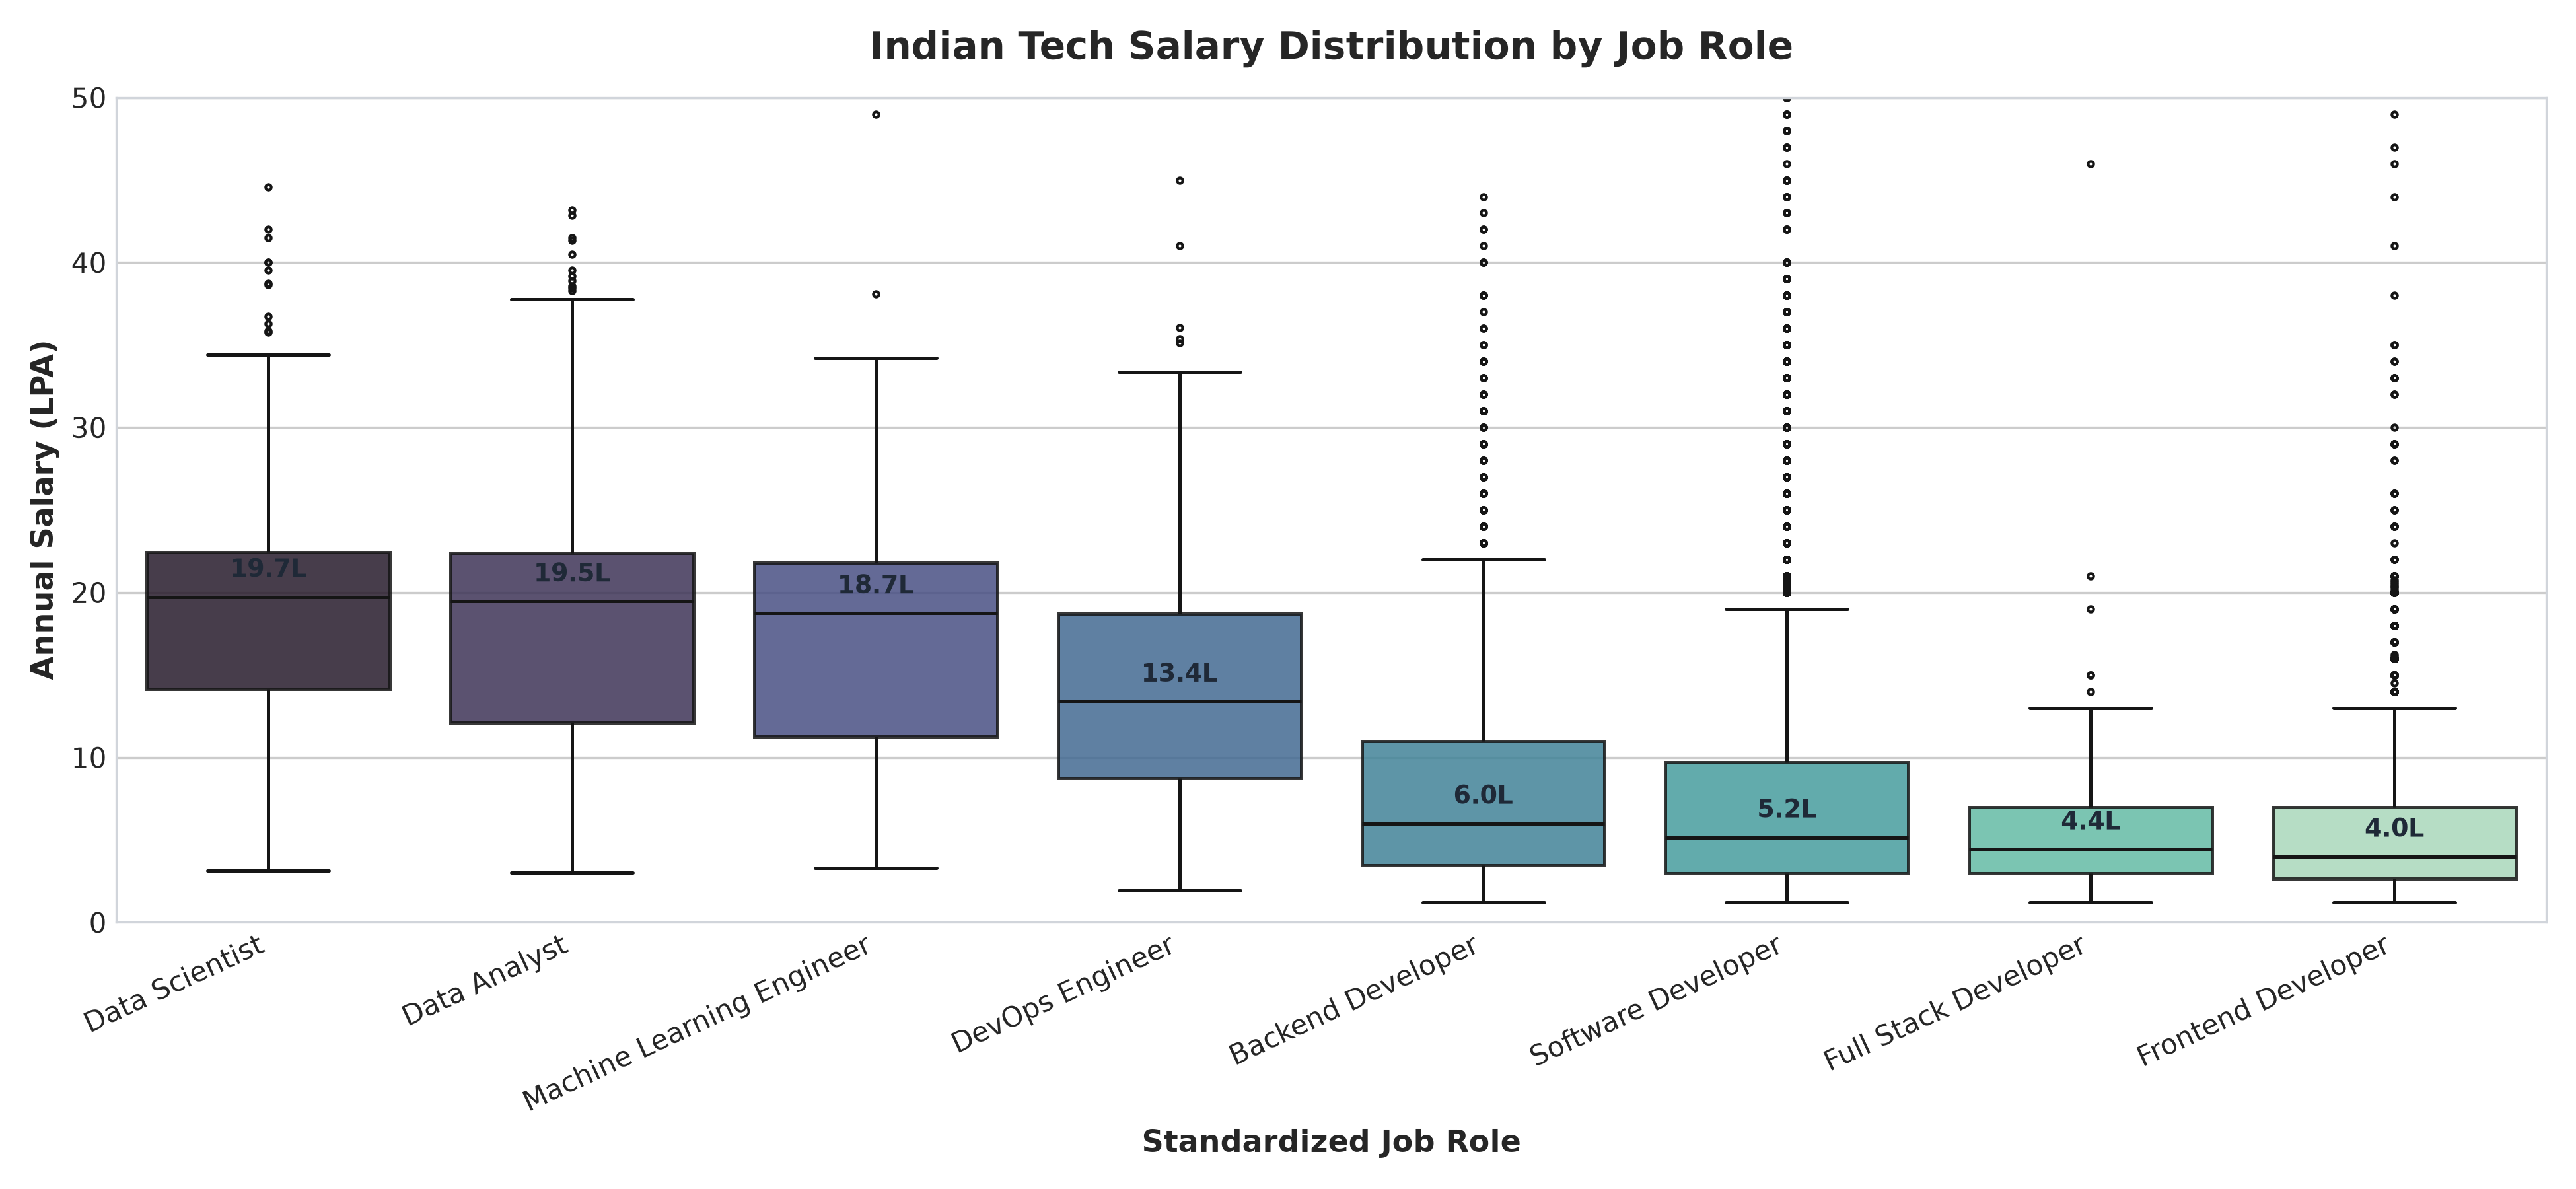 Indian Tech Salary Distribution by Job Role
Annual Salary (LPA)
50
40
30
20
10
0
19.7L
19.5L
18.7L
13.4L
6.0L
5.2L
4.4L
4.0L
Data Scientist
Data Analyst
Machine Learning Engineer
DevOps Engineer
Backend Developer
Software Developer
Full Stack Developer
Frontend Developer
Standardized Job Role